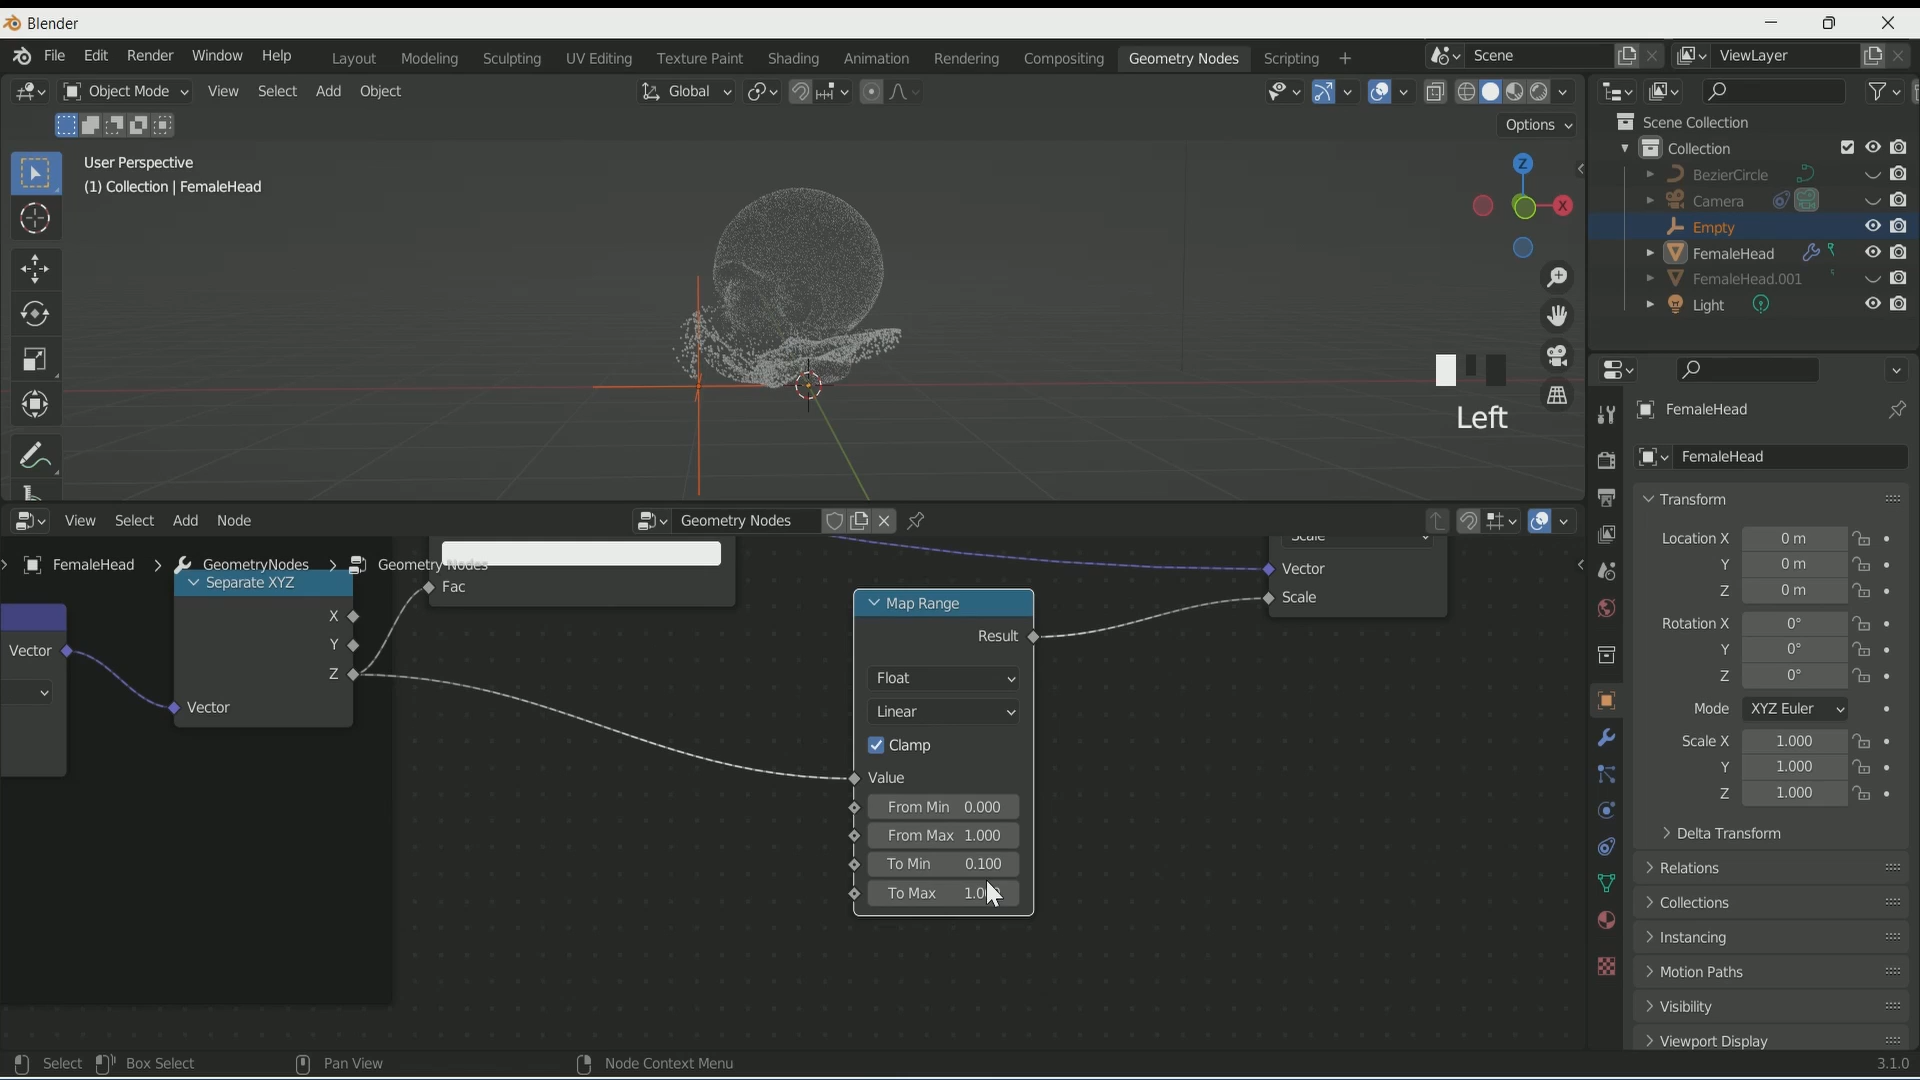 Blender
File Edit Render Window Help Layout Modeling Sculpting UV Editing Texture Paint Shading Animation Rendering Compositing Geometry Nodes Scripting + Scene ViewLayer
Object Mode View Select Add Object Global
Options
User Perspective
(1) Collection | FemaleHead
Z
X
Left
Scene Collection
Collection
BezierCircle
Camera
Empty
FemaleHead
FemaleHead.001
Light
FemaleHead
FemaleHead
Transform
Location X 0 m
Y 0 m
Z 0 m
Rotation X 0°
Y 0°
Z 0°
Mode XYZ Euler
Scale X 1.000
Y 1.000
Z 1.000
Delta Transform
Relations
Collections
Instancing
Motion Paths
Visibility
Viewport Display
View Select Add Node Geometry Nodes
FemaleHead GeometryNodes Geometry Nodes
Separate XYZ
X
Y
Z
Vector
Vector
Fac
Scale
Vector
Scale
Map Range
Result
Float
Linear
Clamp
Value
From Min 0.000
From Max 1.000
To Min 0.100
To Max
Select Box Select Pan View Node Context Menu 3.1.0